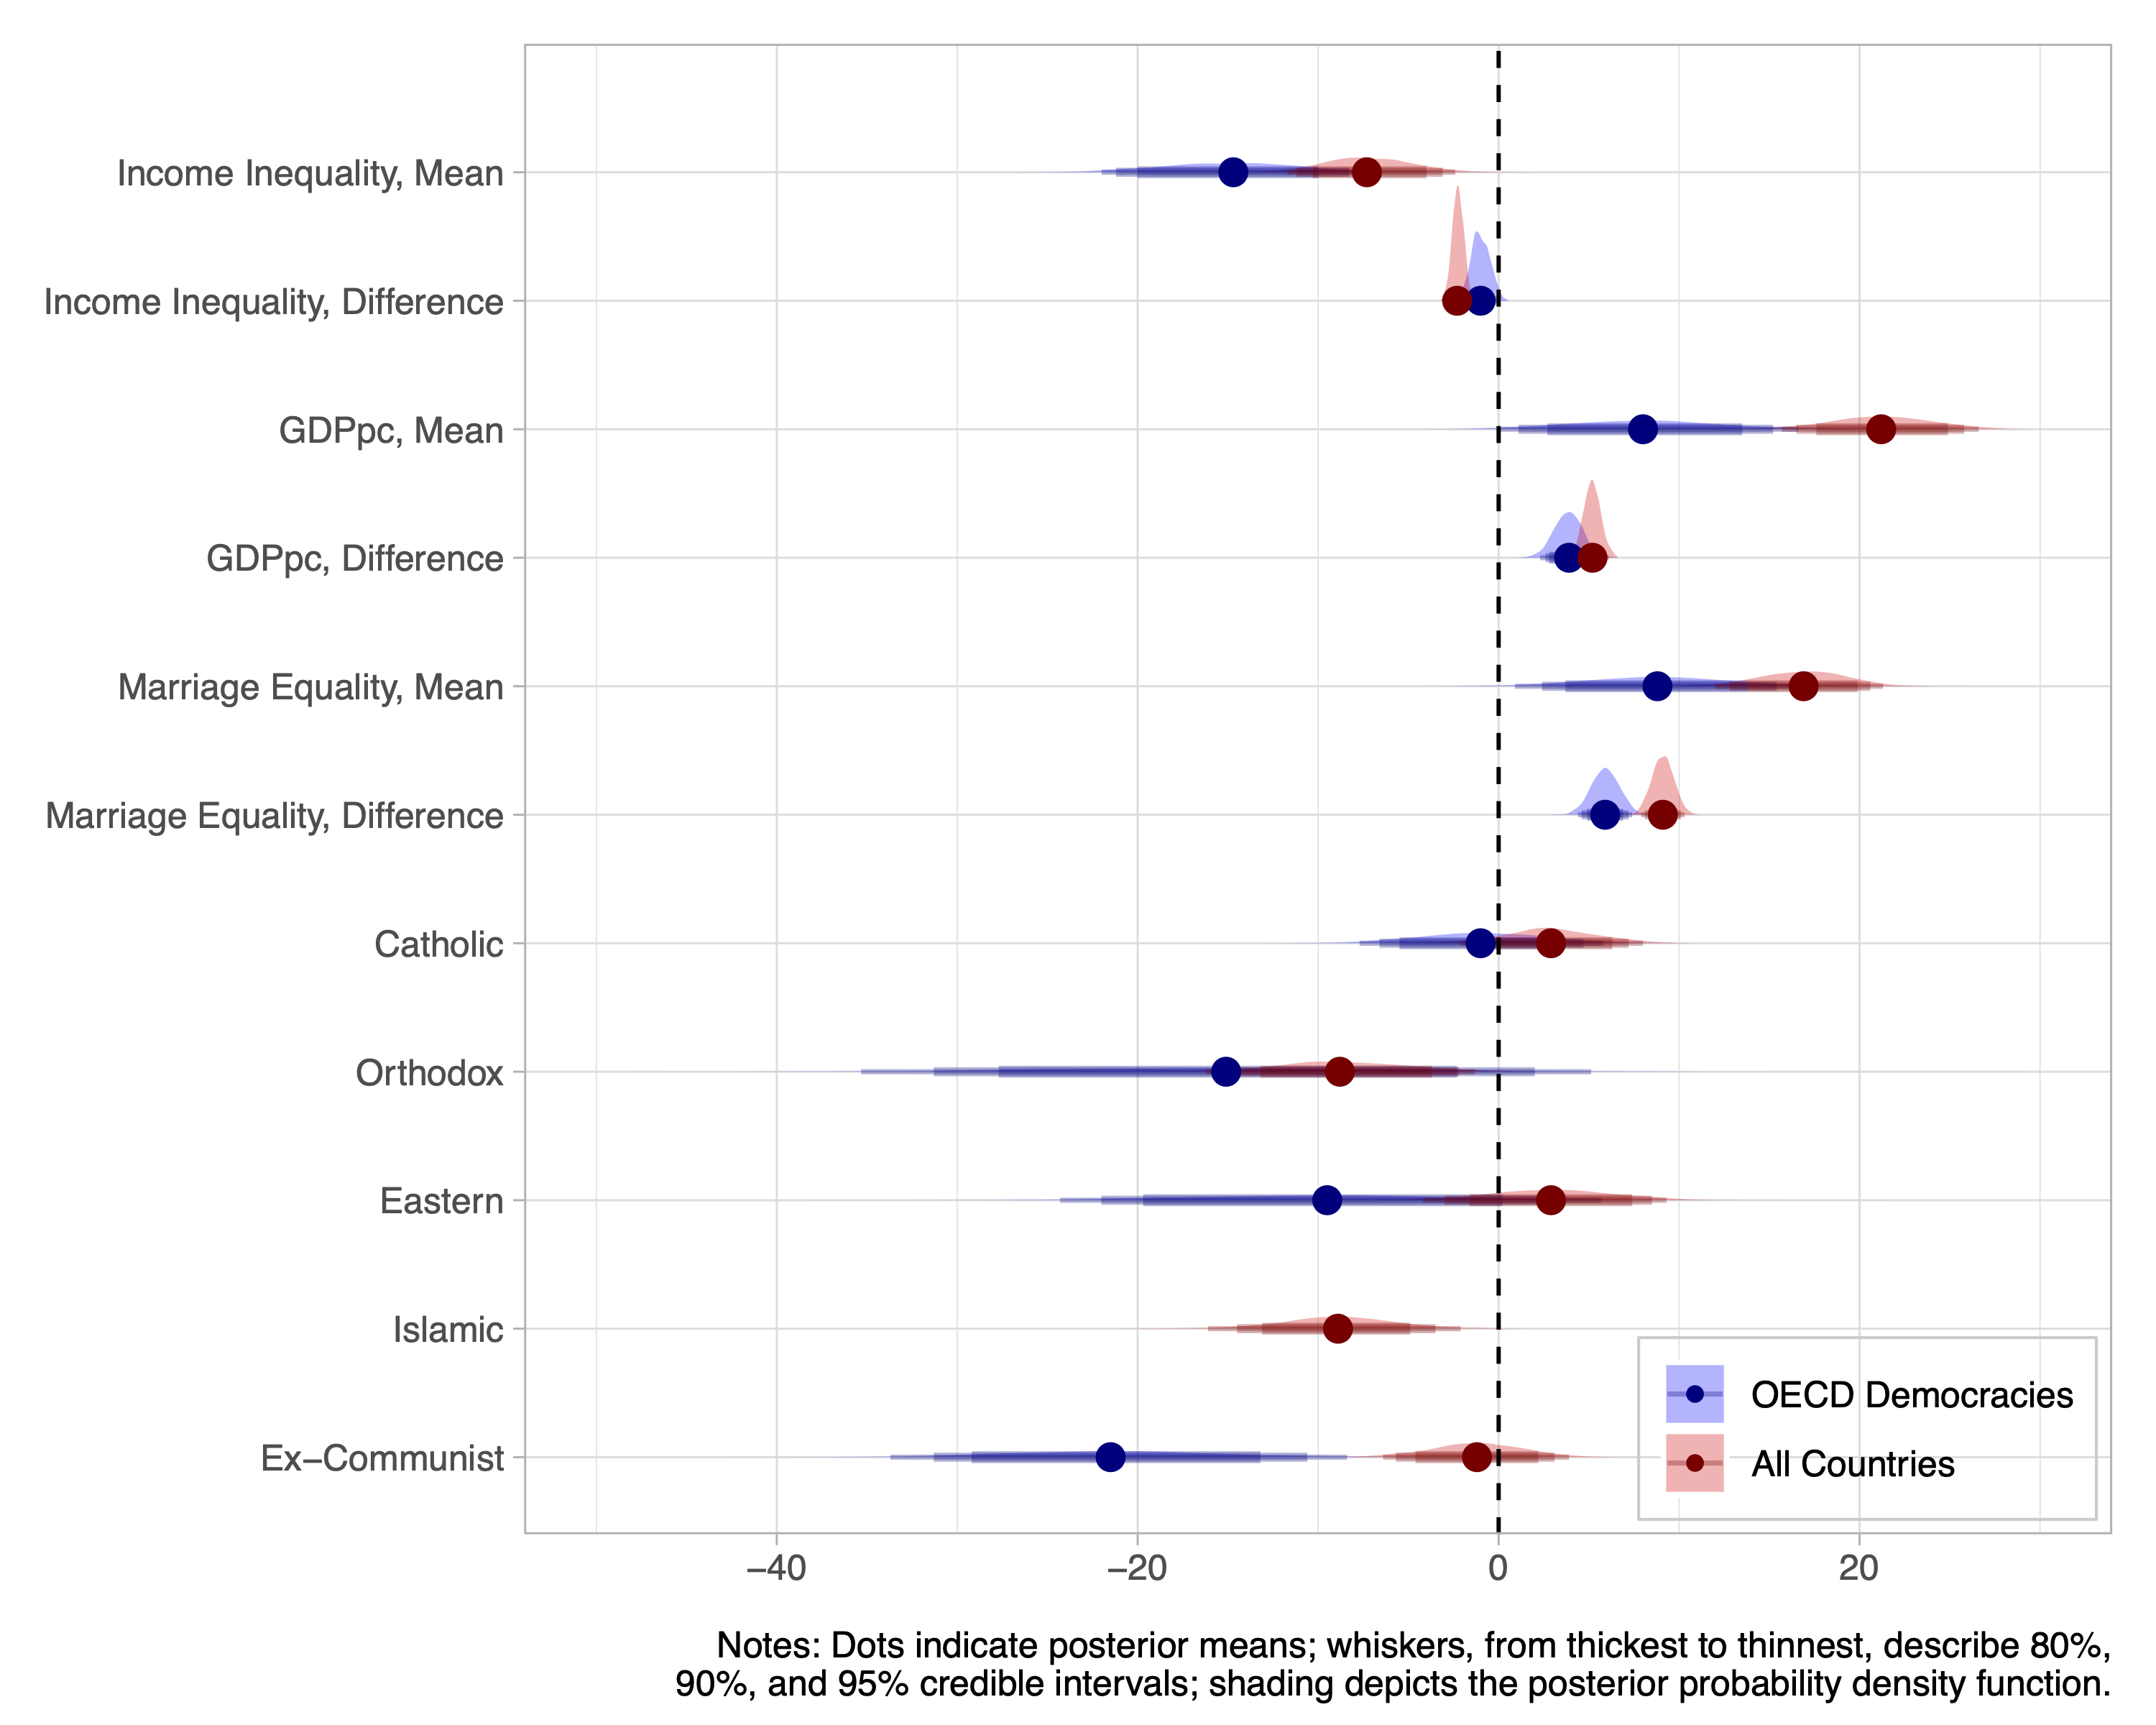 Income Inequality, Mean
Income Inequality, Difference
GDPpc, Mean
GDPpc, Difference
Marriage Equality, Mean
Marriage Equality, Difference
Catholic
Orthodox
Eastern
Islamic
Ex−Communist
OECD Democracies
All Countries
−40 −20 0 20
Notes: Dots indicate posterior means; whiskers, from thickest to thinnest, describe 80%,
90%, and 95% credible intervals; shading depicts the posterior probability density function.